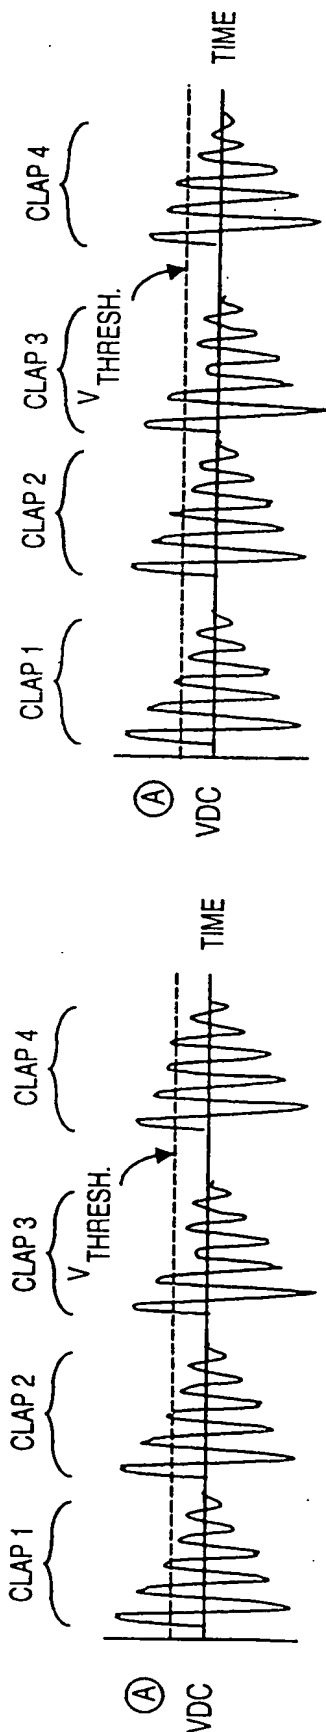 CLAP 1
CLAP 2
CLAP 3
CLAP 4
V THRESH.
A
VDC
TIME
CLAP 1
CLAP 2
CLAP 3
CLAP 4
V THRESH.
A
VDC
TIME